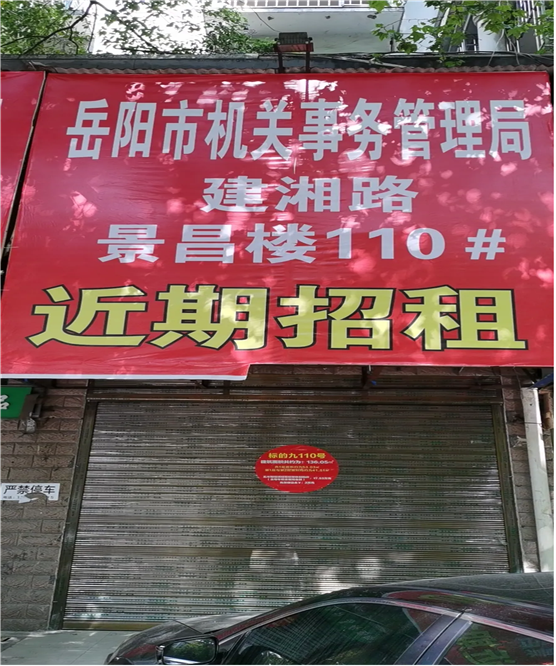 岳阳市机关事务管理局
建湘路
景昌楼110#
近期招租
标的九110号
严禁停车